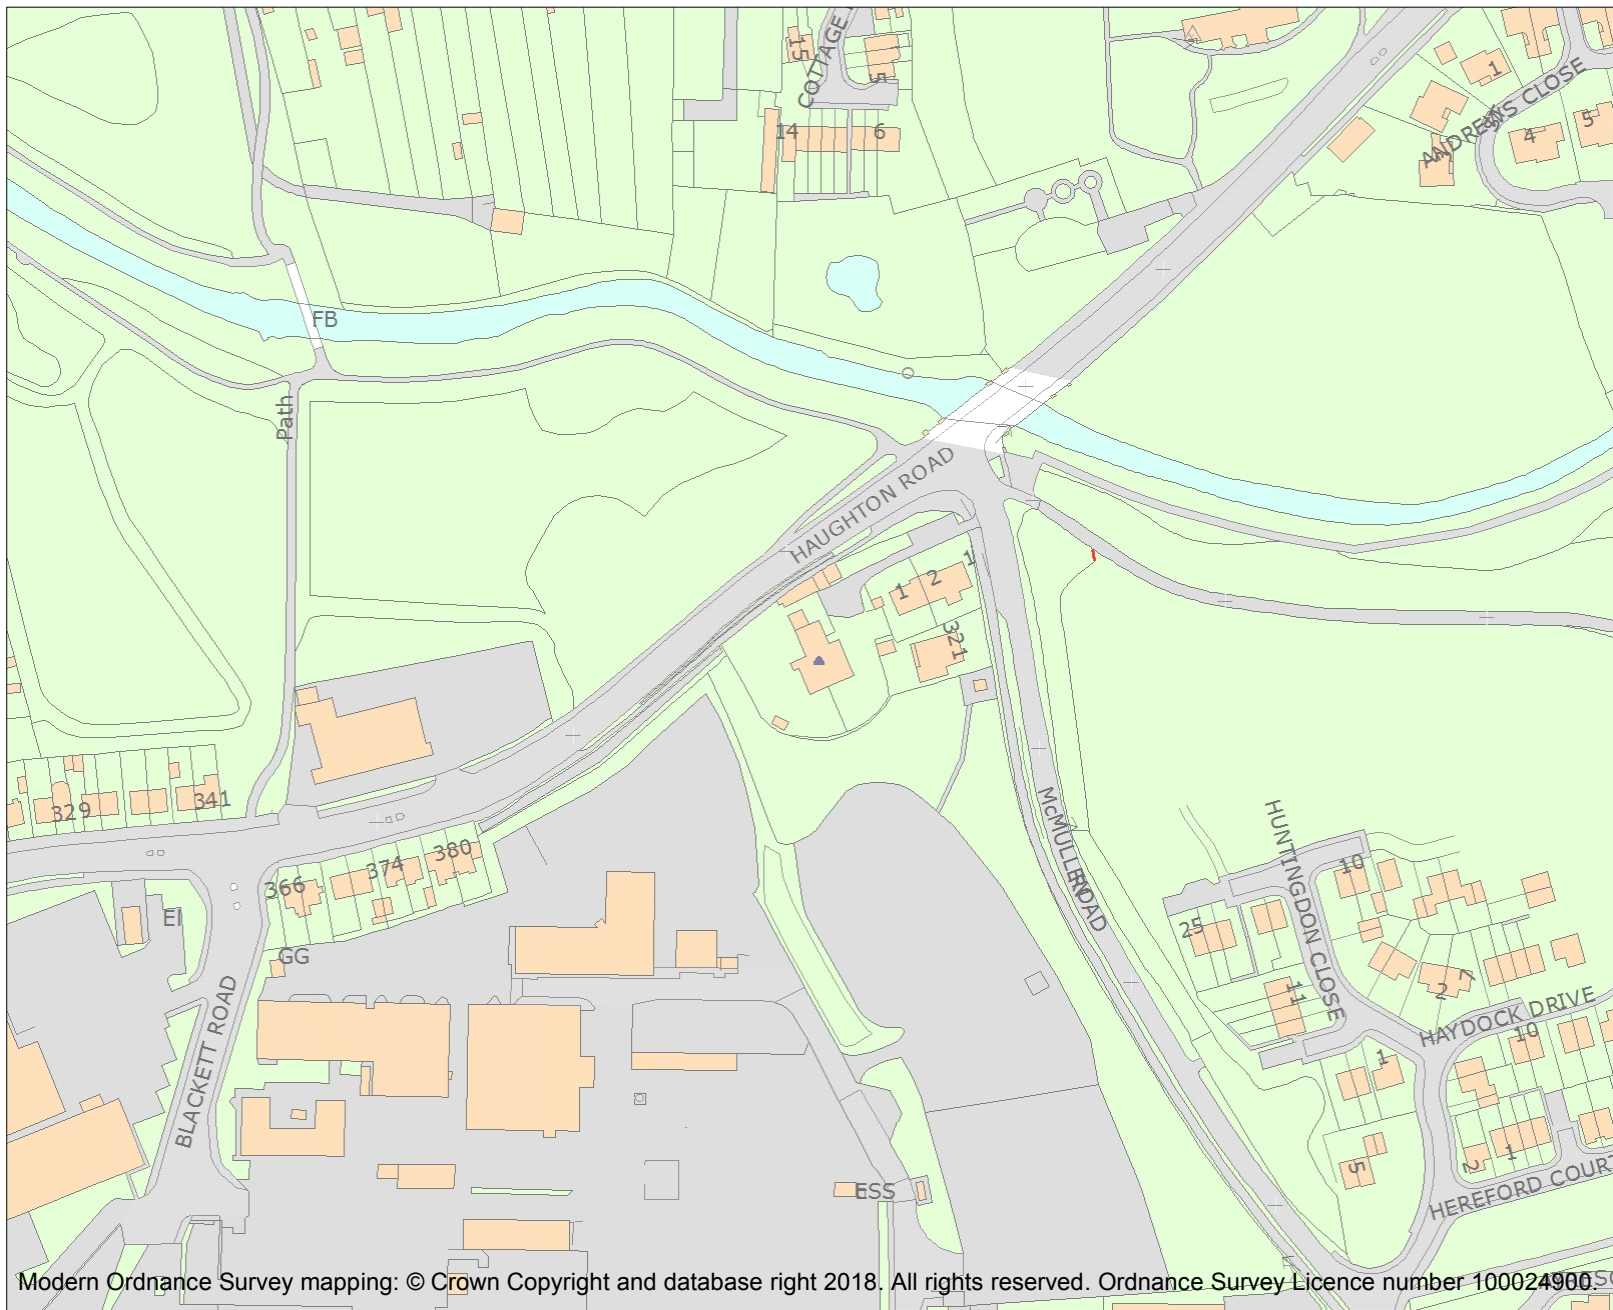 COTTAGE
15
5
14
6
1
ANDREWS CLOSE
4
5
FB
Path
HAUGHTON ROAD
1
2
1
321
329
341
366
374
380
EI
GG
BLACKETT ROAD
McMULLEN ROAD
HUNTINGDON CLOSE
10
25
11
2
7
HAYDOCK DRIVE
10
1
5
2
1
HEREFORD COURT
ESS
Modern Ordnance Survey mapping: © Crown Copyright and database right 2018. All rights reserved. Ordnance Survey Licence number 100024900.